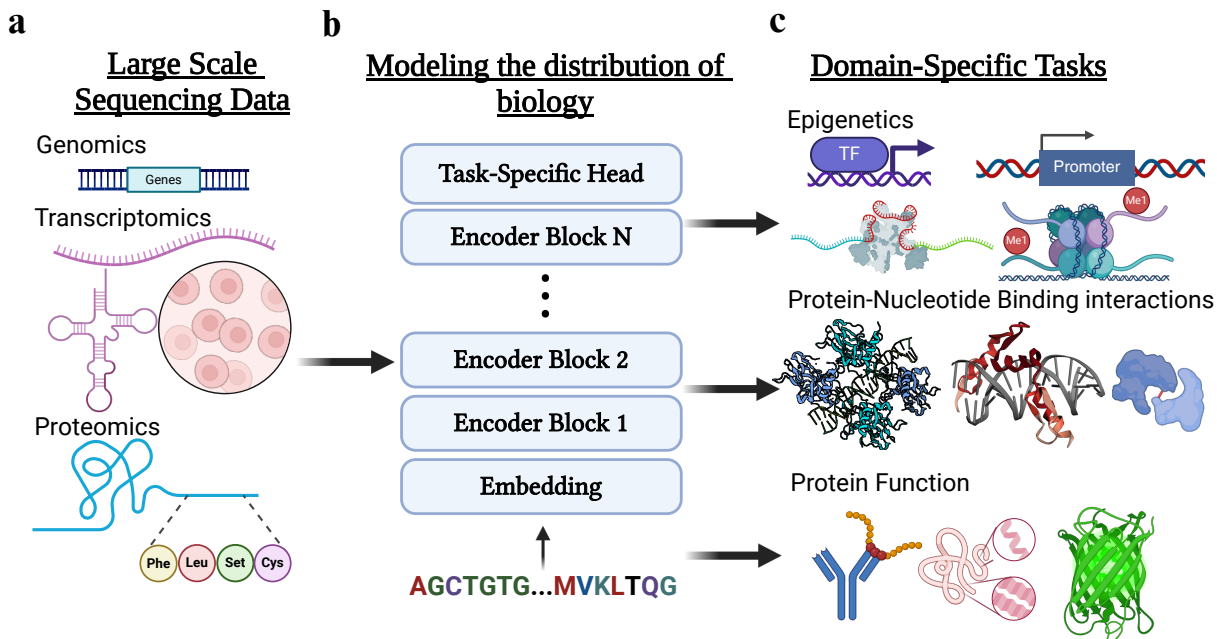 a
Large Scale
Sequencing Data
Genomics
Genes
Transcriptomics
Proteomics
Phe Leu Set Cys
b
Modeling the distribution of
biology
Task-Specific Head
Encoder Block N
Encoder Block 2
Encoder Block 1
Embedding
AGCTGTG...MVKLTQG
c
Domain-Specific Tasks
Epigenetics
TF
Promoter
Me1
Me1
Protein-Nucleotide Binding interactions
Protein Function